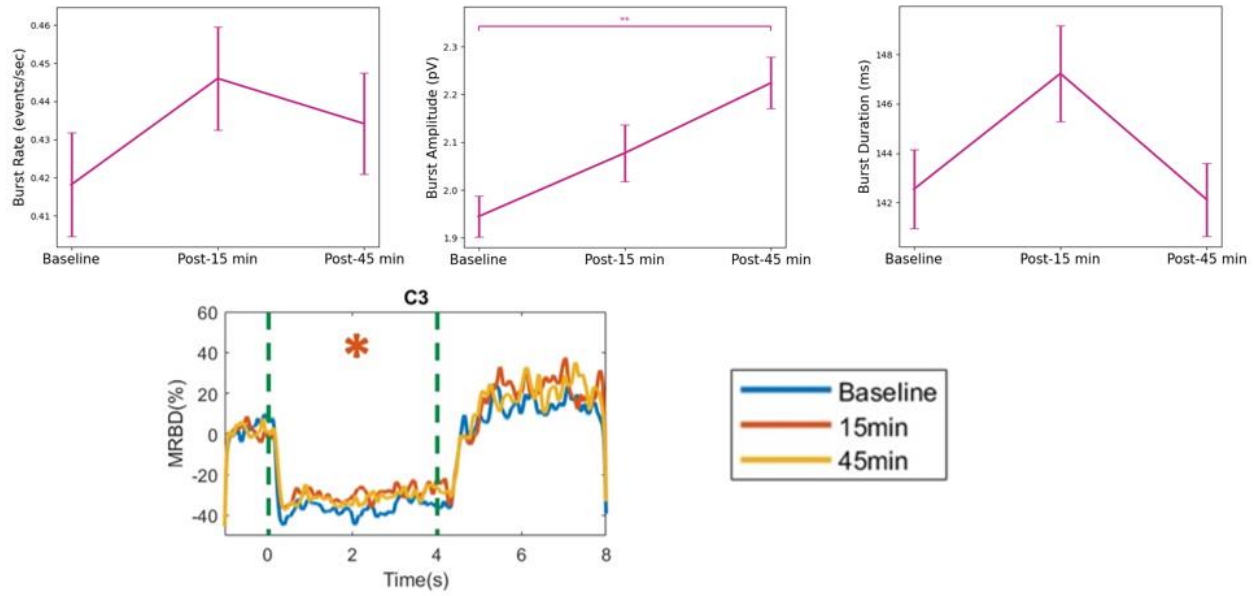 Burst Rate (events/sec)
0.46
0.45
0.44
0.43
0.42
0.41
Baseline
Post-15 min
Post-45 min
Burst Amplitude (pV)
2.3
2.2
2.1
2.0
1.9
**
Baseline
Post-15 min
Post-45 min
Burst Duration (ms)
148
146
144
142
Baseline
Post-15 min
Post-45 min
C3
MRBD(%)
60
40
20
0
-20
-40
*
0
2
4
6
8
Time(s)
Baseline
15min
45min